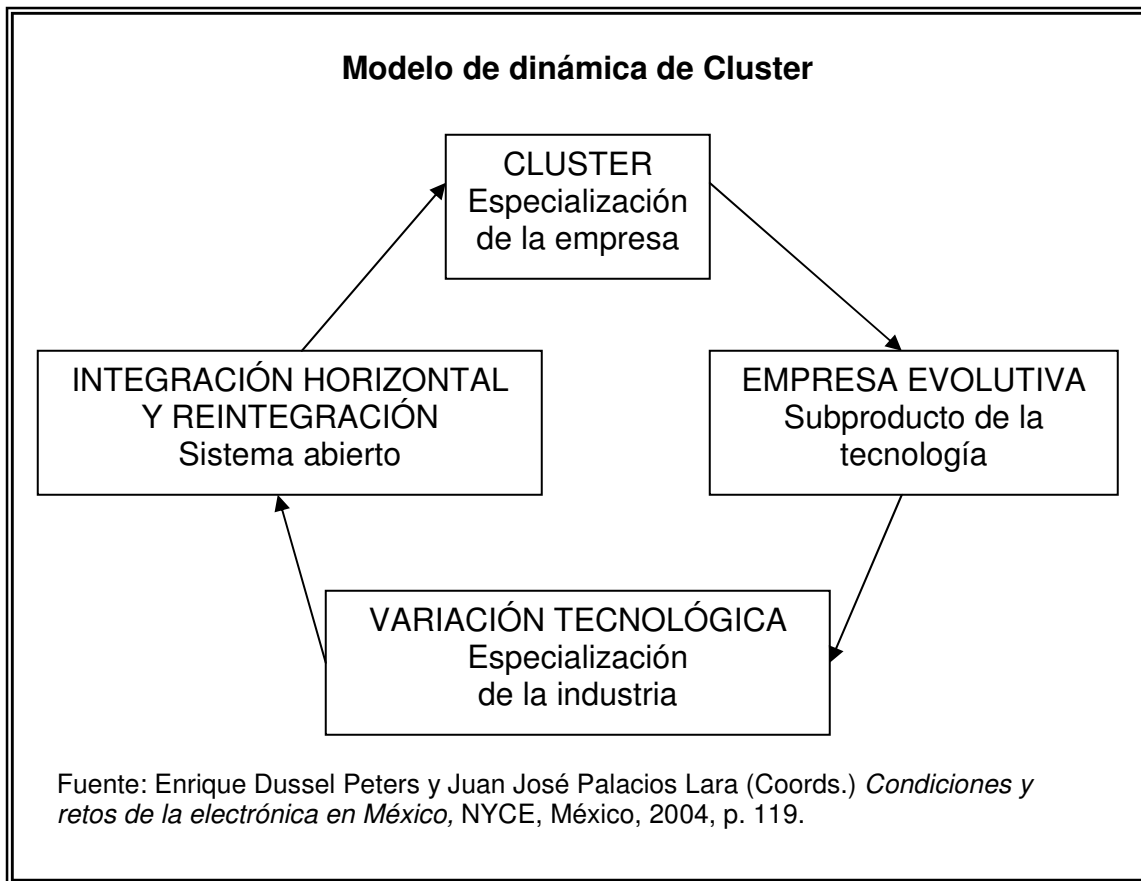 Modelo de dinámica de Cluster
CLUSTER
Especialización
de la empresa
INTEGRACIÓN HORIZONTAL
Y REINTEGRACIÓN
Sistema abierto
EMPRESA EVOLUTIVA
Subproducto de la
tecnología
VARIACIÓN TECNOLÓGICA
Especialización
de la industria
Fuente: Enrique Dussel Peters y Juan José Palacios Lara (Coords.) Condiciones y
retos de la electrónica en México, NYCE, México, 2004, p. 119.